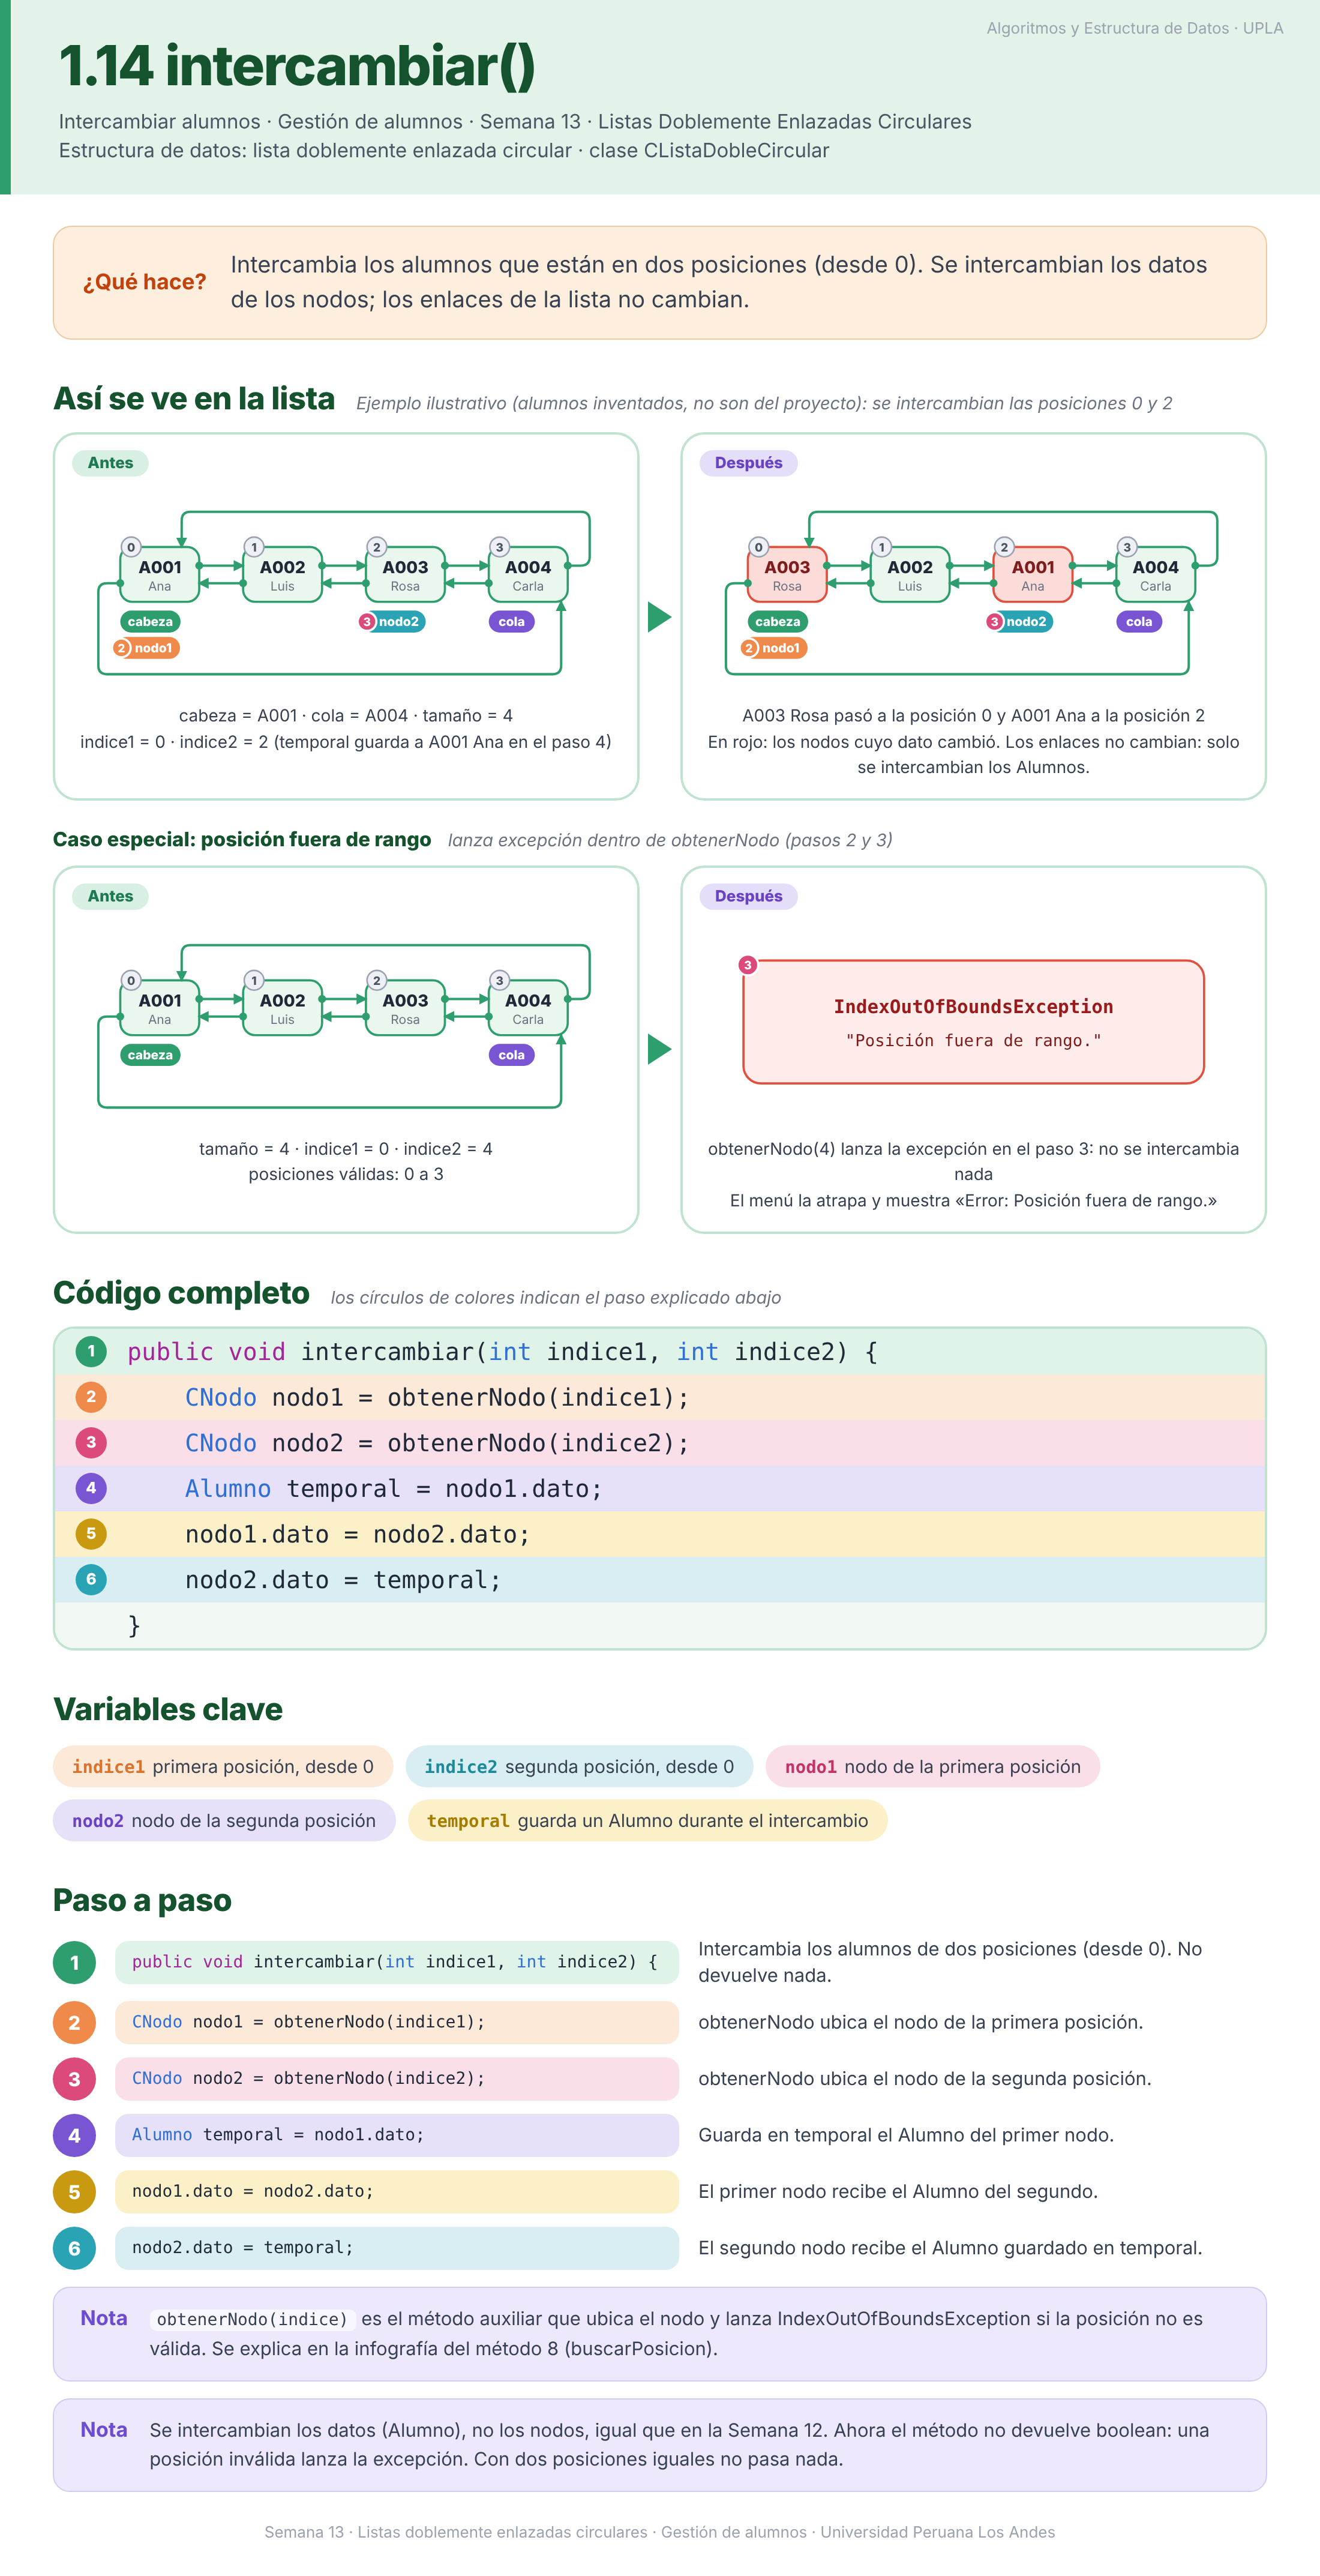 Algoritmos y Estructura de Datos · UPLA
1.14 intercambiar()
Intercambiar alumnos · Gestión de alumnos · Semana 13 · Listas Doblemente Enlazadas Circulares
Estructura de datos: lista doblemente enlazada circular · clase CListaDobleCircular
¿Qué hace?
Intercambia los alumnos que están en dos posiciones (desde 0). Se intercambian los datos
de los nodos; los enlaces de la lista no cambian.
Así se ve en la lista
Ejemplo ilustrativo (alumnos inventados, no son del proyecto): se intercambian las posiciones 0 y 2
Antes
0 1 2 3
A001 A002 A003 A004
Ana Luis Rosa Carla
cabeza 3 nodo2 cola
2 nodo1
cabeza = A001 · cola = A004 · tamaño = 4
indice1 = 0 · indice2 = 2 (temporal guarda a A001 Ana en el paso 4)
Después
0 1 2 3
A003 A002 A001 A004
Rosa Luis Ana Carla
cabeza 3 nodo2 cola
2 nodo1
A003 Rosa pasó a la posición 0 y A001 Ana a la posición 2
En rojo: los nodos cuyo dato cambió. Los enlaces no cambian: solo
se intercambian los Alumnos.
Caso especial: posición fuera de rango
lanza excepción dentro de obtenerNodo (pasos 2 y 3)
Antes
0 1 2 3
A001 A002 A003 A004
Ana Luis Rosa Carla
cabeza cola
tamaño = 4 · indice1 = 0 · indice2 = 4
posiciones válidas: 0 a 3
Después
3
IndexOutOfBoundsException
"Posición fuera de rango."
obtenerNodo(4) lanza la excepción en el paso 3: no se intercambia
nada
El menú la atrapa y muestra «Error: Posición fuera de rango.»
Código completo
los círculos de colores indican el paso explicado abajo
1 public void intercambiar(int indice1, int indice2) {
2 CNodo nodo1 = obtenerNodo(indice1);
3 CNodo nodo2 = obtenerNodo(indice2);
4 Alumno temporal = nodo1.dato;
5 nodo1.dato = nodo2.dato;
6 nodo2.dato = temporal;
}
Variables clave
indice1 primera posición, desde 0
indice2 segunda posición, desde 0
nodo1 nodo de la primera posición
nodo2 nodo de la segunda posición
temporal guarda un Alumno durante el intercambio
Paso a paso
1 public void intercambiar(int indice1, int indice2) {
Intercambia los alumnos de dos posiciones (desde 0). No
devuelve nada.
2 CNodo nodo1 = obtenerNodo(indice1);
obtenerNodo ubica el nodo de la primera posición.
3 CNodo nodo2 = obtenerNodo(indice2);
obtenerNodo ubica el nodo de la segunda posición.
4 Alumno temporal = nodo1.dato;
Guarda en temporal el Alumno del primer nodo.
5 nodo1.dato = nodo2.dato;
El primer nodo recibe el Alumno del segundo.
6 nodo2.dato = temporal;
El segundo nodo recibe el Alumno guardado en temporal.
Nota
obtenerNodo(indice) es el método auxiliar que ubica el nodo y lanza IndexOutOfBoundsException si la posición no es
válida. Se explica en la infografía del método 8 (buscarPosicion).
Nota
Se intercambian los datos (Alumno), no los nodos, igual que en la Semana 12. Ahora el método no devuelve boolean: una
posición inválida lanza la excepción. Con dos posiciones iguales no pasa nada.
Semana 13 · Listas doblemente enlazadas circulares · Gestión de alumnos · Universidad Peruana Los Andes